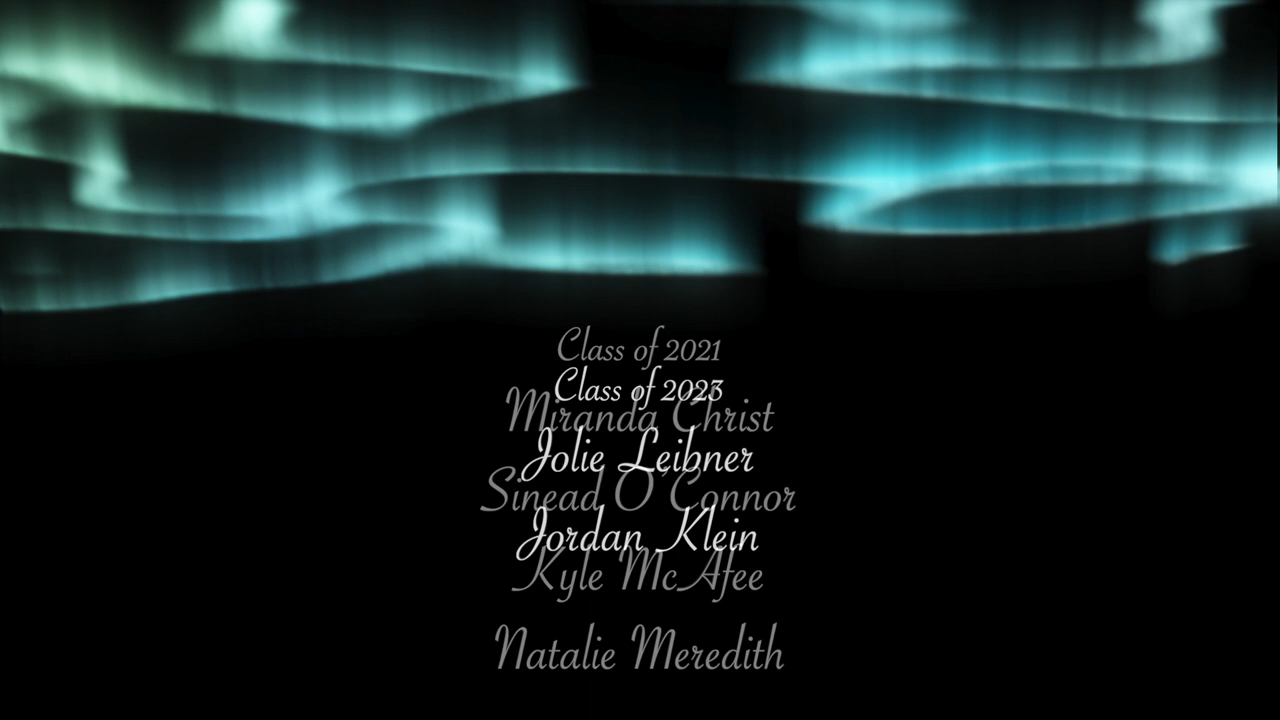 Class of 2021
Class of 2023
Miranda Christ
Jolie Leibner
Sinead O'Connor
Jordan Klein
Kyle McAfee
Natalie Meredith